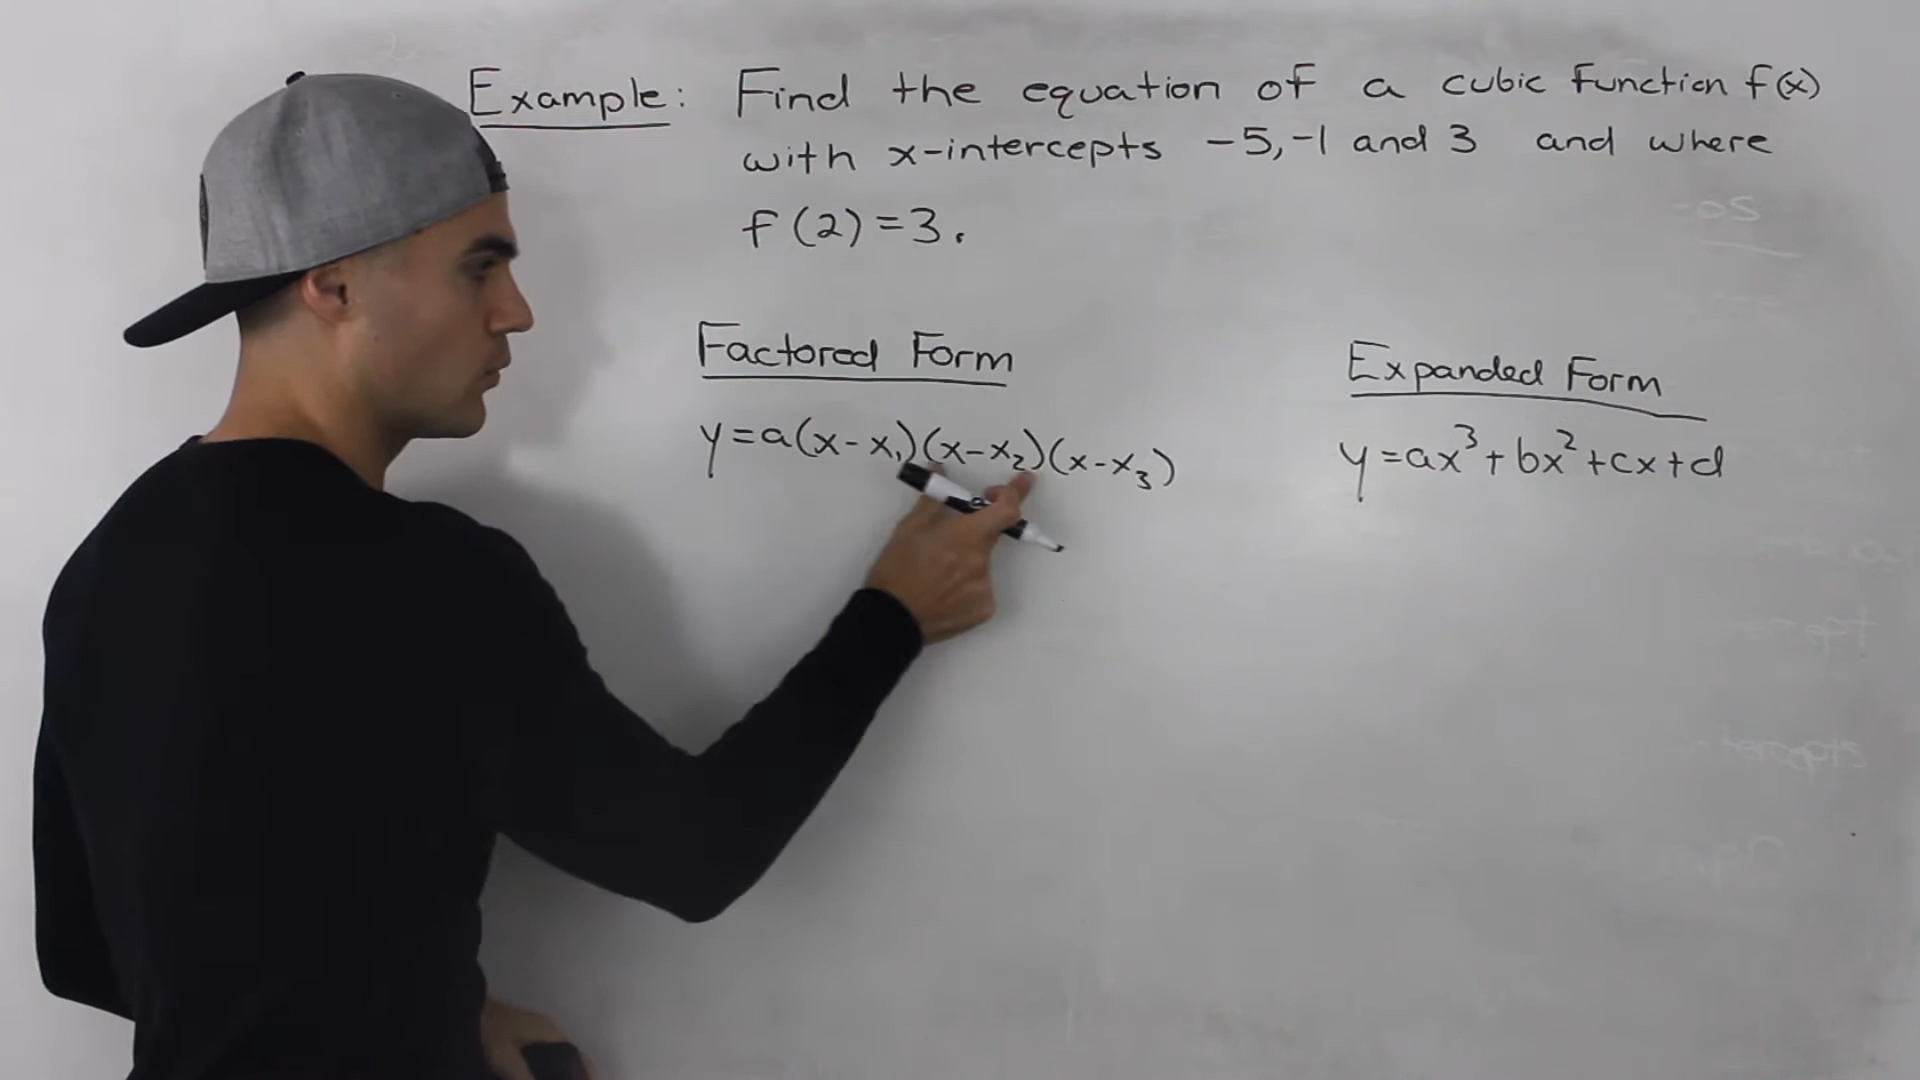 Example: Find the equation of a cubic function f(x)
with x-intercepts -5, -1 and 3 and where
f(2)=3.
Factored Form
y=a(x-x₁)(x-x₂)(x-x₃)
Expanded Form
y=ax³+bx²+cx+d